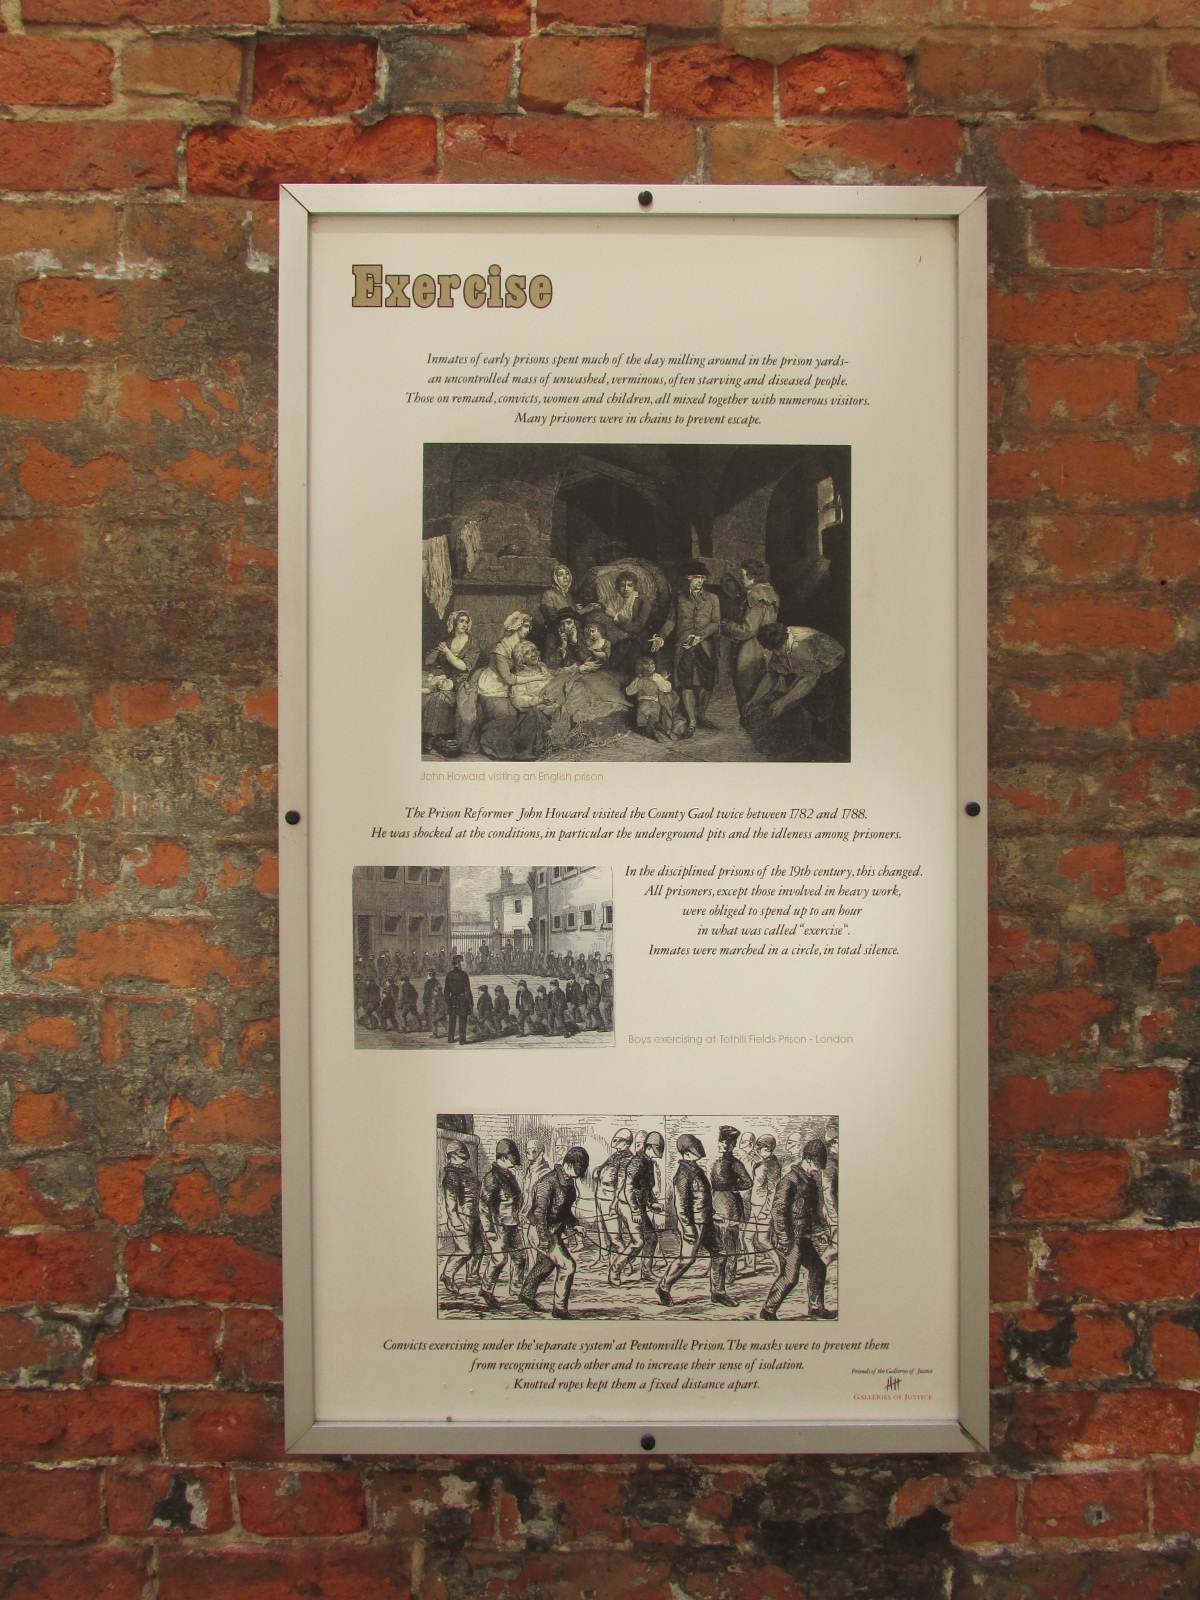 Exercise
Inmates of early prisons spent much of the day milling around in the prison yards-
an uncontrolled mass of unwashed, verminous, often starving and diseased people.
Those on remand, convicts, women and children, all mixed together with numerous visitors.
Many prisoners were in chains to prevent escape.
John Howard visiting an English prison
The Prison Reformer John Howard visited the County Gaol twice between 1782 and 1788.
He was shocked at the conditions, in particular the underground pits and the idleness among prisoners.
In the disciplined prisons of the 19th century, this changed.
All prisoners, except those involved in heavy work,
were obliged to spend up to an hour
in what was called “exercise“.
Inmates were marched in a circle, in total silence.
Boys exercising at Tothill Fields Prison - London
Convicts exercising under the 'separate system' at Pentonville Prison. The masks were to prevent them
from recognising each other and to increase their sense of isolation.
Knotted ropes kept them a fixed distance apart.
Friends of the Galleries of Justice
GALLERIES OF JUSTICE